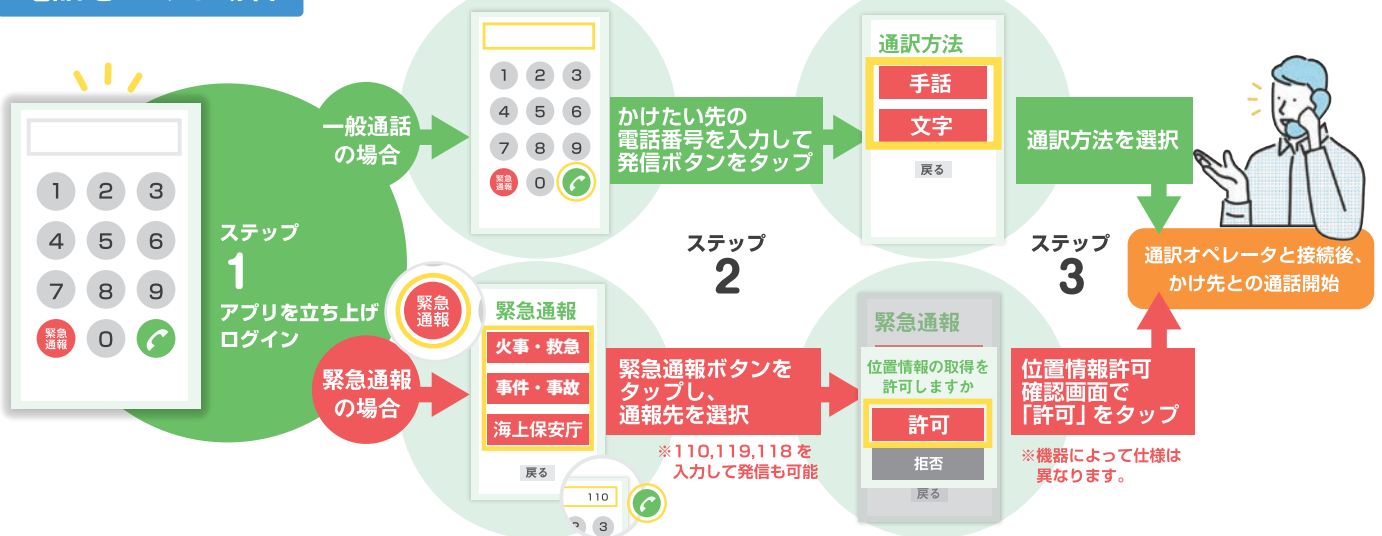 1 2 3
4 5 6
7 8 9
緊急
通報
0
ステップ
1
アプリを立ち上げ
ログイン
一般通話
の場合
1 2 3
4 5 6
7 8 9
緊急
通報
0
かけたい先の
電話番号を入力して
発信ボタンをタップ
通訳方法
手話
文字
戻る
通訳方法を選択
緊急通報
の場合
緊急
通報
緊急通報
火事・救急
事件・事故
海上保安庁
戻る
110
2 3
ステップ
2
緊急通報ボタンを
タップし、
通報先を選択
※110,119,118 を
入力して発信も可能
緊急通報
位置情報の取得を
許可しますか
許可
拒否
戻る
ステップ
3
位置情報許可
確認画面で
「許可」をタップ
※機器によって仕様は
異なります。
通訳オペレータと接続後、
かけ先との通話開始